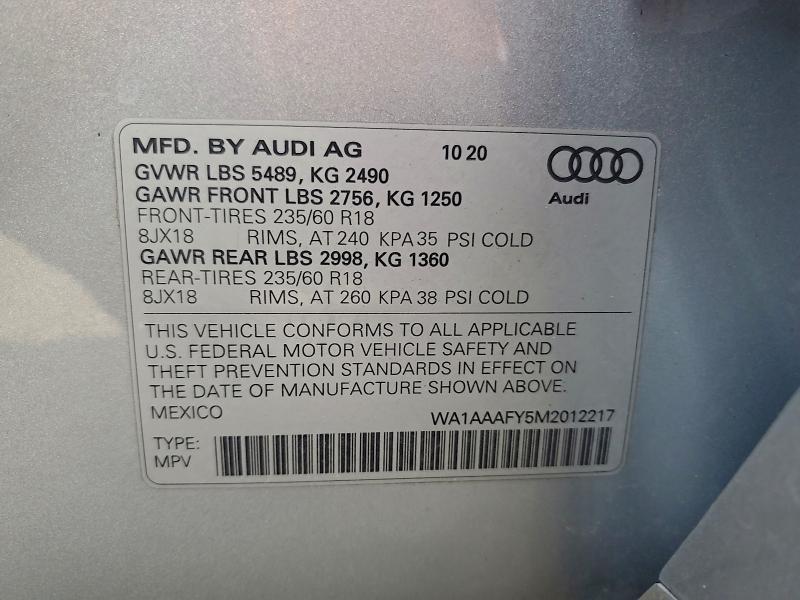 MFD. BY AUDI AG 10 20
GVWR LBS 5489, KG 2490
GAWR FRONT LBS 2756, KG 1250
Audi
FRONT-TIRES 235/60 R18
8JX18 RIMS, AT 240 KPA 35 PSI COLD
GAWR REAR LBS 2998, KG 1360
REAR-TIRES 235/60 R18
8JX18 RIMS, AT 260 KPA 38 PSI COLD
THIS VEHICLE CONFORMS TO ALL APPLICABLE
U.S. FEDERAL MOTOR VEHICLE SAFETY AND
THEFT PREVENTION STANDARDS IN EFFECT ON
THE DATE OF MANUFACTURE SHOWN ABOVE.
MEXICO WA1AAAFY5M2012217
TYPE:
MPV